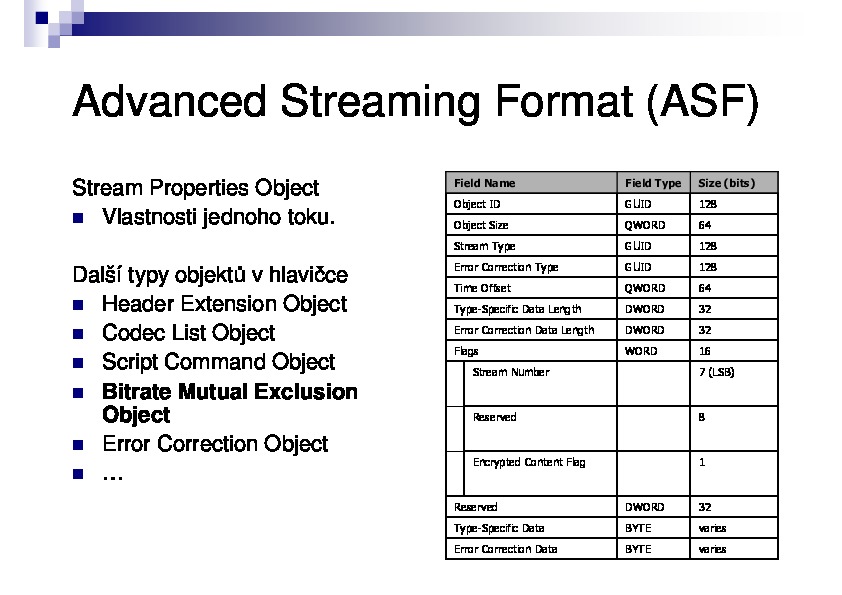 Advanced Streaming Format (ASF)
Stream Properties Object
Vlastnosti jednoho toku.
Další typy objektů v hlavičce
Header Extension Object
Codec List Object
Script Command Object
Bitrate Mutual Exclusion
Object
Error Correction Object
…
Field Name Field Type Size (bits)
Object ID GUID 128
Object Size QWORD 64
Stream Type GUID 128
Error Correction Type GUID 128
Time Offset QWORD 64
Type-Specific Data Length DWORD 32
Error Correction Data Length DWORD 32
Flags WORD 16
Stream Number 7 (LSB)
Reserved 8
Encrypted Content Flag 1
Reserved DWORD 32
Type-Specific Data BYTE varies
Error Correction Data BYTE varies